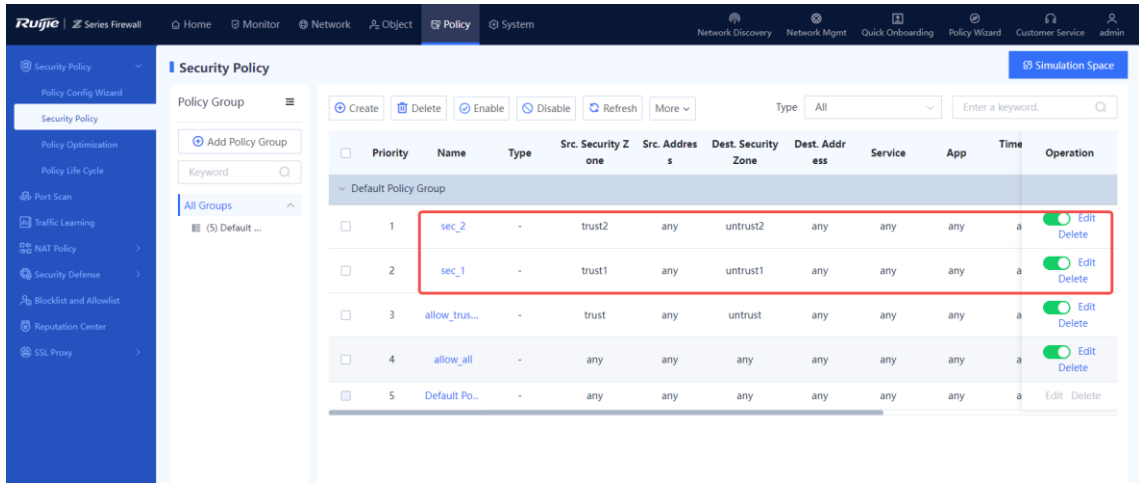 Ruijie | Z Series Firewall Home Monitor Network Object Policy System Network Discovery Network Mgmt Quick Onboarding Policy Wizard Customer Service admin
Security Policy
Policy Config Wizard
Security Policy
Policy Optimization
Policy Life Cycle
Port Scan
Traffic Learning
NAT Policy
Security Defense
Blocklist and Allowlist
Reputation Center
SSL Proxy
Security Policy Simulation Space
Policy Group
Add Policy Group
Keyword
All Groups
(5) Default ...
Create Delete Enable Disable Refresh More Type All Enter a keyword.
Priority Name Type Src. Security Z one Src. Addres s Dest. Security Zone Dest. Addr ess Service App Time Operation
Default Policy Group
1 sec_2 - trust2 any untrust2 any any any a Edit
Delete
2 sec_1 - trust1 any untrust1 any any any a Edit
Delete
3 allow_trus... - trust any untrust any any any a Edit
Delete
4 allow_all - any any any any any any a Edit
Delete
5 Default Po.. - any any any any any any a Edit Delete